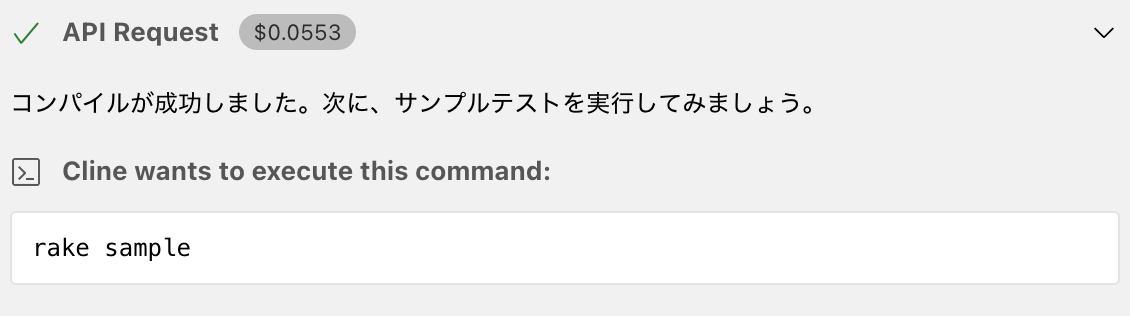 API Request $0.0553
コンパイルが成功しました。次に、サンプルテストを実行してみましょう。
Cline wants to execute this command:
rake sample